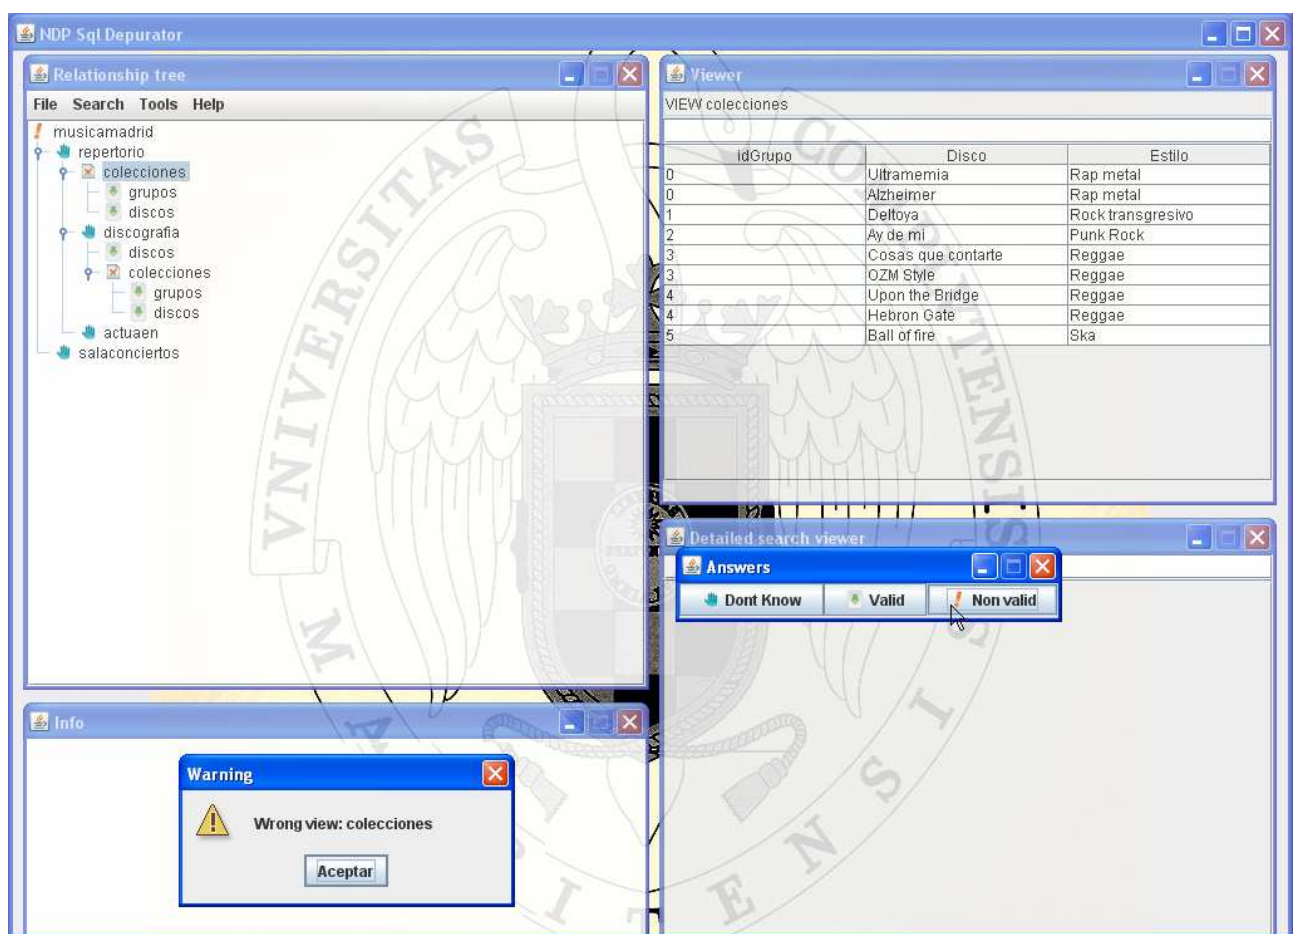 NDP Sql Depurator
Relationship tree
File Search Tools Help
musicamadrid
repertorio
colecciones
grupos
discos
discografia
discos
colecciones
grupos
discos
actuaen
salaconciertos
Viewer
VIEW colecciones
idGrupo Disco Estilo
0 Ultramemia Rap metal
0 Alzheimer Rap metal
1 Deltoya Rock transgresivo
2 Ay de mi Punk Rock
3 Cosas que contarte Reggae
3 OZM Style Reggae
4 Upon the Bridge Reggae
4 Hebron Gate Reggae
5 Ball of fire Ska
Detailed search viewer
Answers
Dont Know Valid Non valid
Info
Warning
Wrong view: colecciones
Aceptar
VNIVERSITAS
COMPLVTENSIS